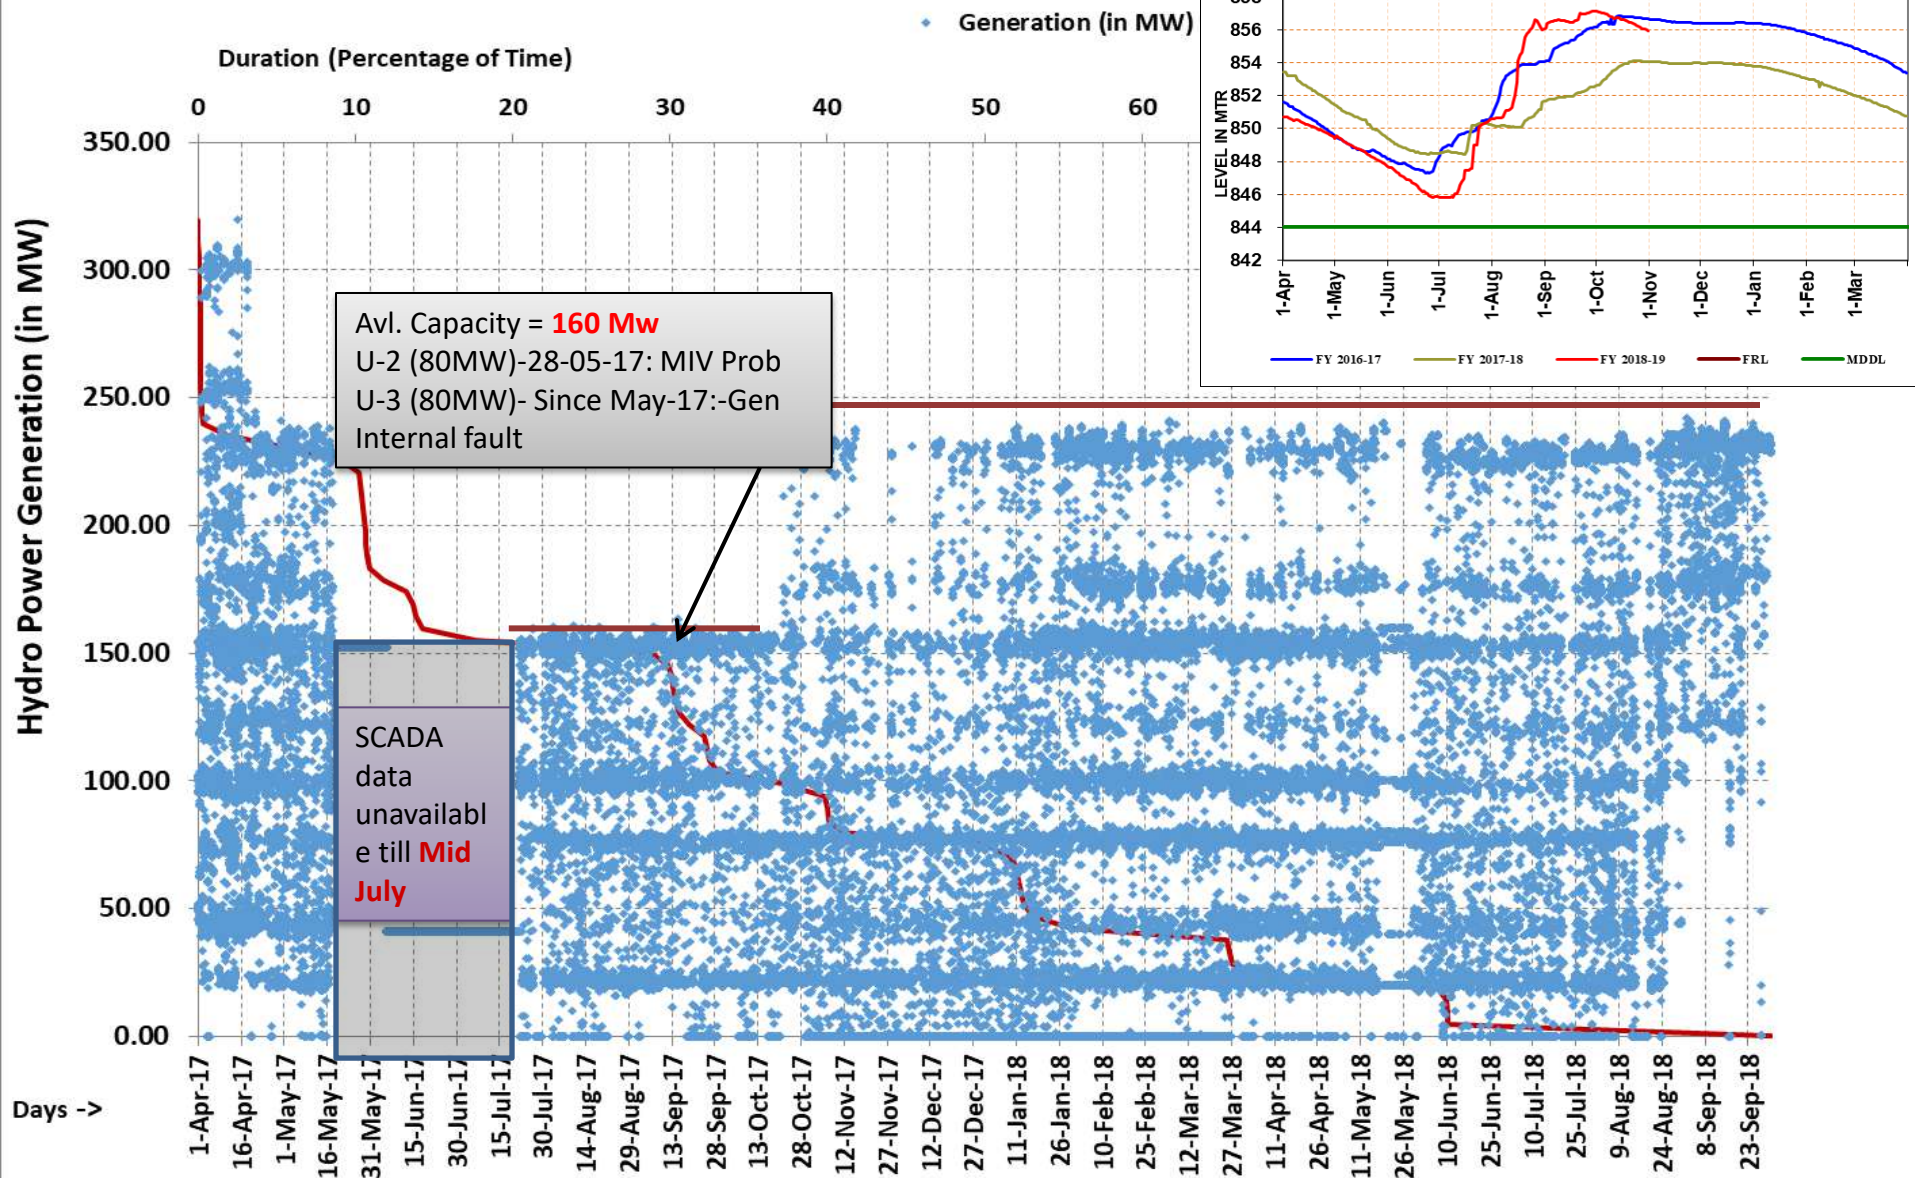 Generation (in MW)
Duration (Percentage of Time)
0 10 20 30 40 50 60
Hydro Power Generation (in MW)
350.00
300.00
250.00
200.00
150.00
100.00
50.00
0.00
Avl. Capacity = 160 Mw
U-2 (80MW)-28-05-17: MIV Prob
U-3 (80MW)- Since May-17:-Gen
Internal fault
SCADA
data
unavailabl
e till Mid
July
Days ->
1-Apr-17
16-Apr-17
1-May-17
16-May-17
31-May-17
15-Jun-17
30-Jun-17
15-Jul-17
30-Jul-17
14-Aug-17
29-Aug-17
13-Sep-17
28-Sep-17
13-Oct-17
28-Oct-17
12-Nov-17
27-Nov-17
12-Dec-17
27-Dec-17
11-Jan-18
26-Jan-18
10-Feb-18
25-Feb-18
12-Mar-18
27-Mar-18
11-Apr-18
26-Apr-18
11-May-18
26-May-18
10-Jun-18
25-Jun-18
10-Jul-18
25-Jul-18
9-Aug-18
24-Aug-18
8-Sep-18
23-Sep-18
LEVEL IN MTR
856
854
852
850
848
846
844
842
1-Apr
1-May
1-Jun
1-Jul
1-Aug
1-Sep
1-Oct
1-Nov
1-Dec
1-Jan
1-Feb
1-Mar
FY 2016-17 FY 2017-18 FY 2018-19 FRL MDDL